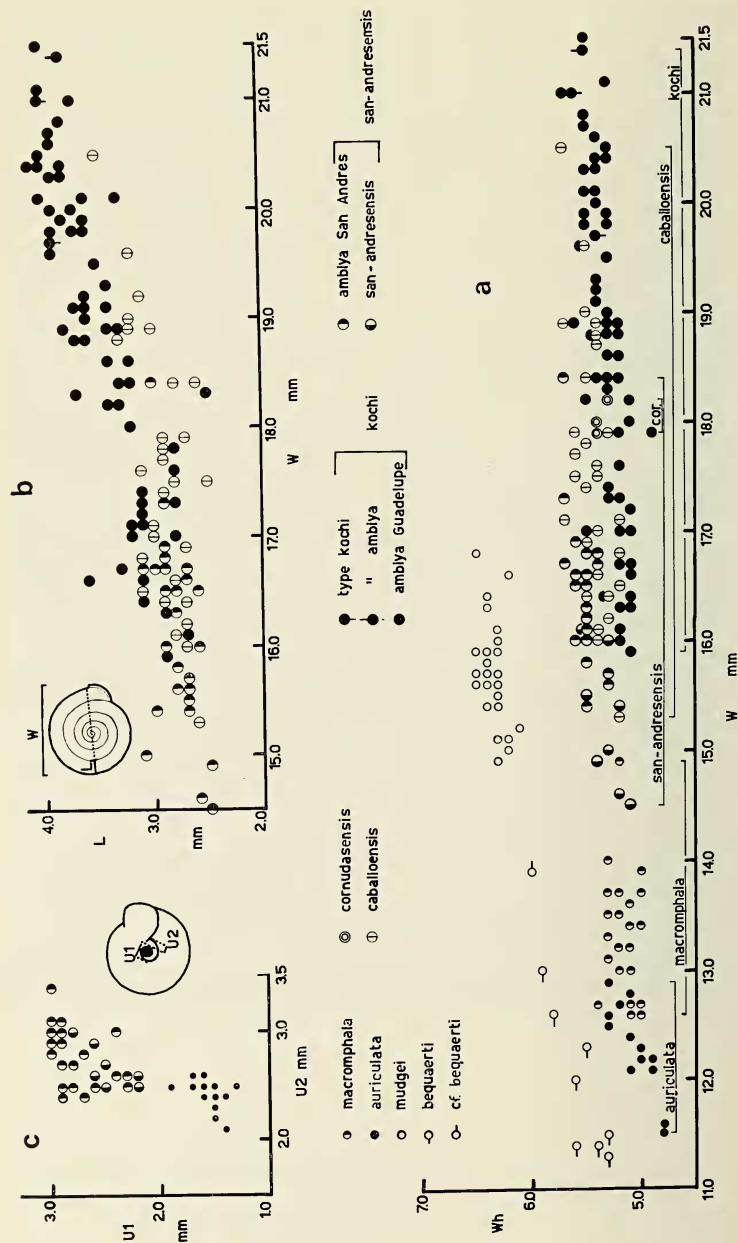 c
3.0
2.0
1.0
U1
mm
2.0
3.0
3.5
U2 mm
U1
U2
b
4.0
3.0
2.0
L
mm
W
L
15.0
16.0
17.0
18.0
19.0
20.0
21.0
21.5
W mm
macromphala
auriculata
mudgei
bequaerti
cf. bequaerti
cornudasensis
caballoensis
type kochi
" amblya
amblya Guadelupe
kochi
amblya San Andres
san-andresensis
san-andresensis
a
7.0
6.0
5.0
Wh
11.0
12.0
13.0
14.0
15.0
16.0
17.0
18.0
19.0
20.0
21.0
21.5
W mm
auriculata
macromphala
san-andresensis
cor.
caballoensis
kochi